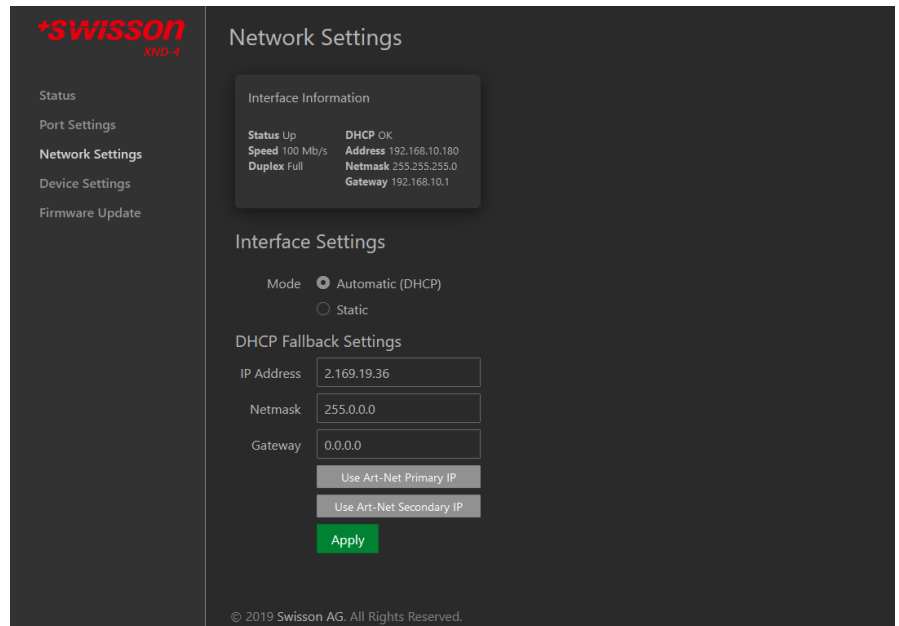 +swisson
XND-4
Status
Port Settings
Network Settings
Device Settings
Firmware Update
Network Settings
Interface Information
Status Up DHCP OK
Speed 100 Mb/s Address 192.168.10.180
Duplex Full Netmask 255.255.255.0
Gateway 192.168.10.1
Interface Settings
Mode Automatic (DHCP)
Static
DHCP Fallback Settings
IP Address 2.169.19.36
Netmask 255.0.0.0
Gateway 0.0.0.0
Use Art-Net Primary IP
Use Art-Net Secondary IP
Apply
© 2019 Swisson AG. All Rights Reserved.